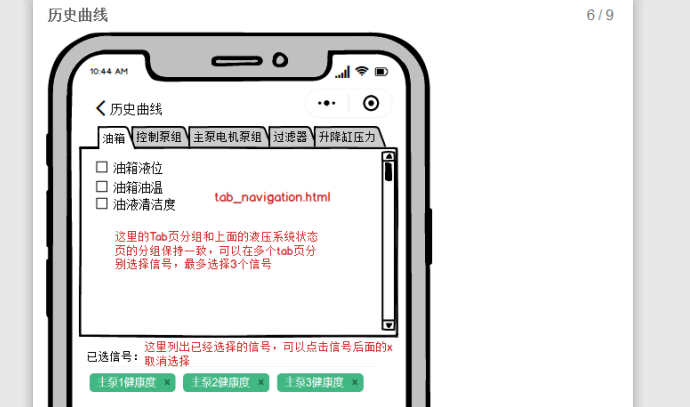 历史曲线
6 / 9
10:44 AM
历史曲线
油箱 控制泵组 主泵电机泵组 过滤器 升降缸压力
油箱液位
油箱油温
油液清洁度
tab_navigation.html
这里的Tab页分组和上面的液压系统状态
页的分组保持一致，可以在多个tab页分
别选择信号，最多选择3个信号
已选信号：
这里列出已经选择的信号，可以点击信号后面的x
取消选择
主泵1健康度 × 主泵2健康度 × 主泵3健康度 ×